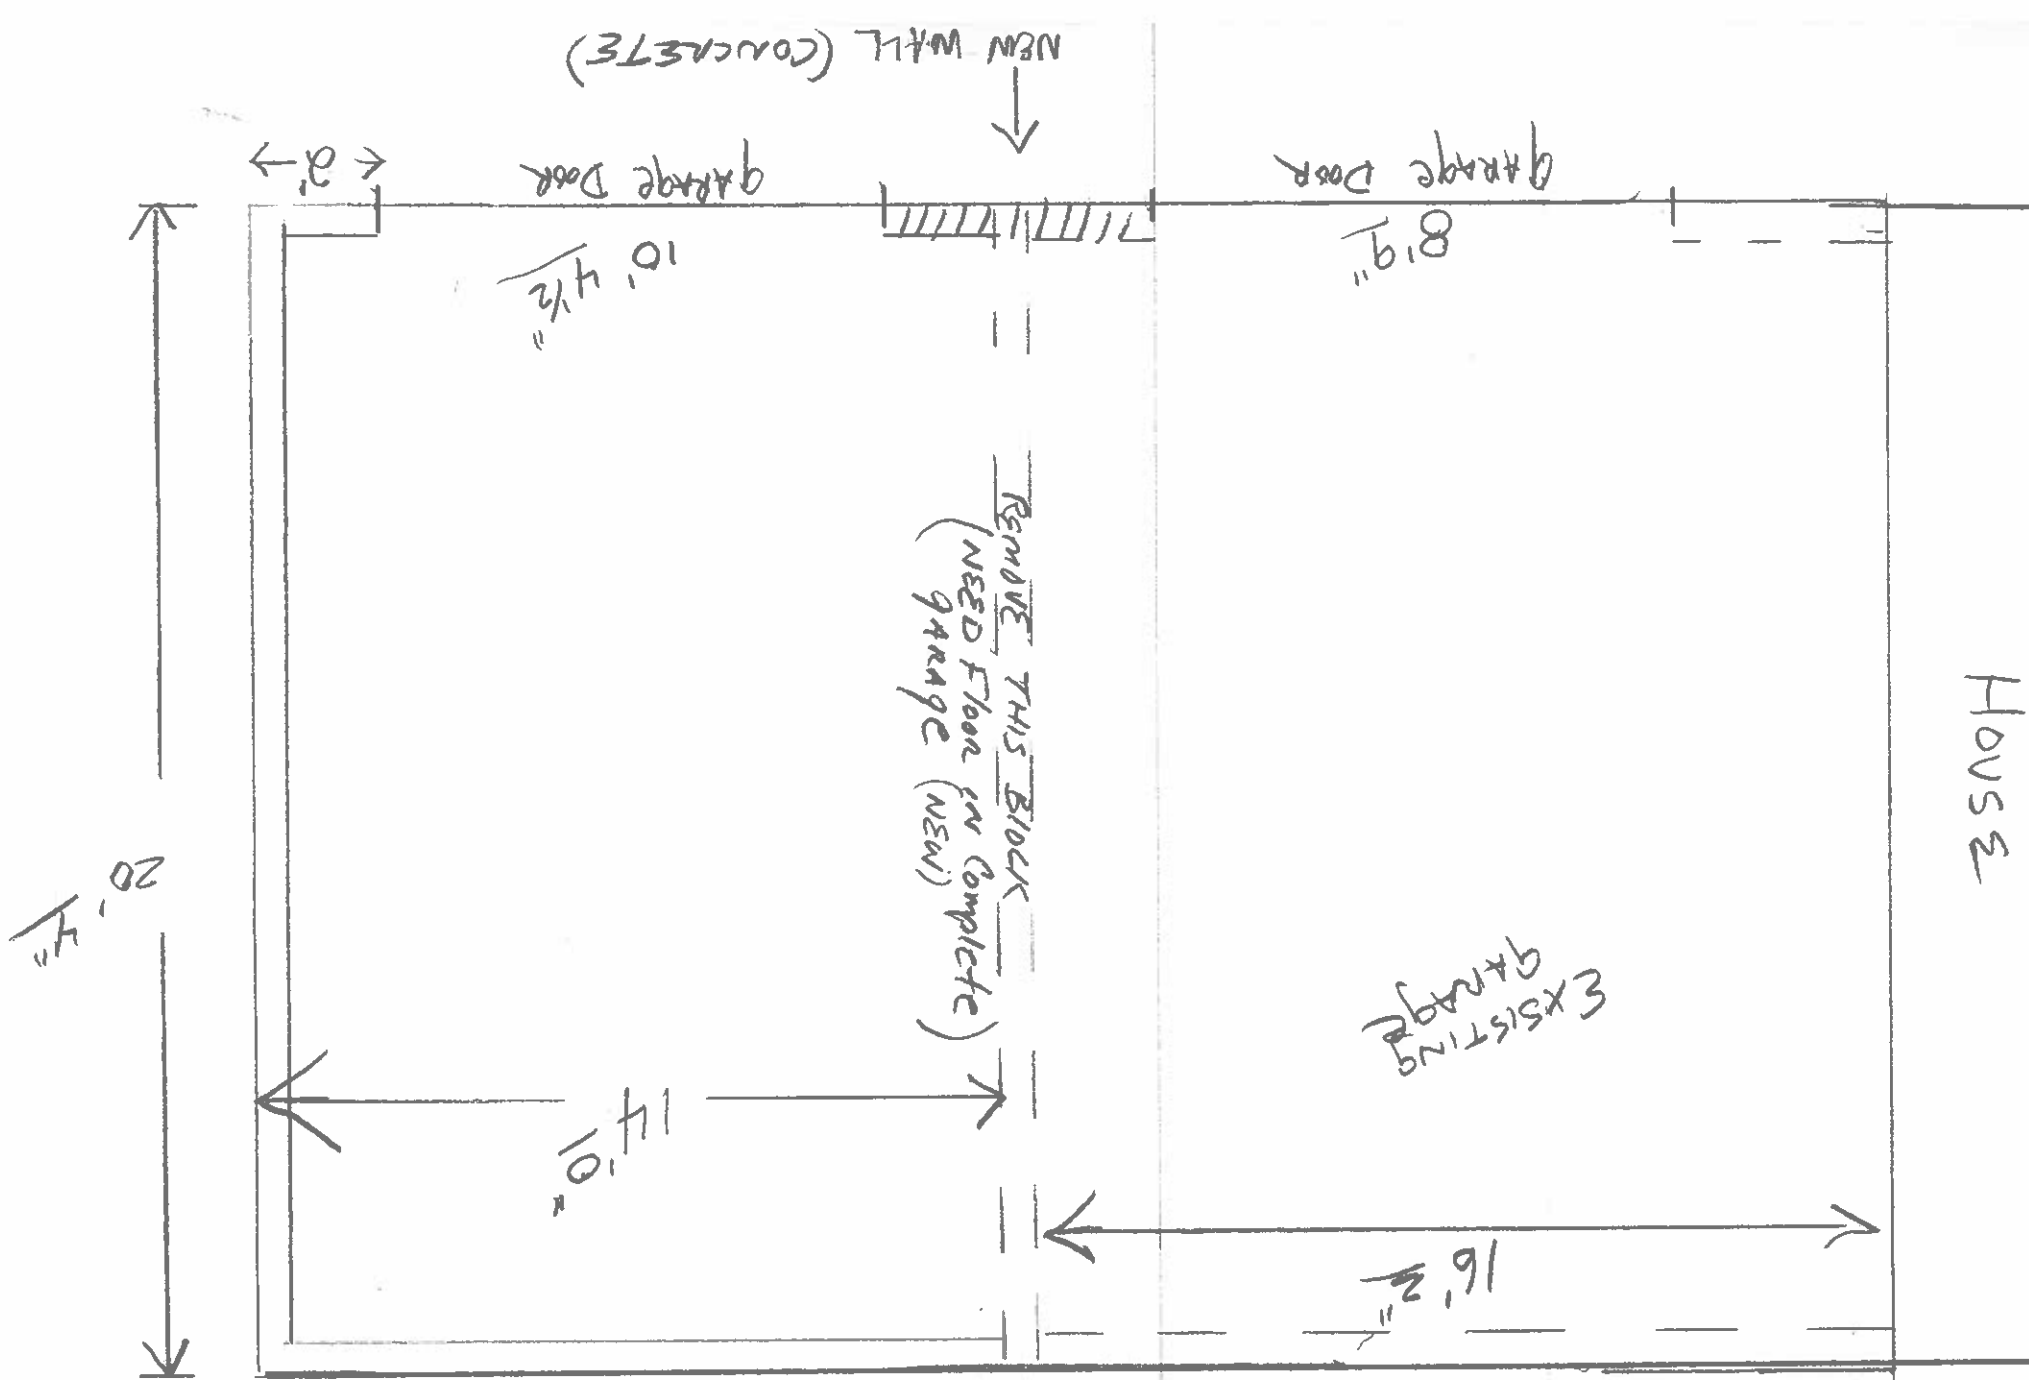 16' 2"
14' 0"
EXSISTING
gARAge
20' 4"
HOUSE
REMOVE THIS BlOCK
(NEED FlooR iN Complete)
gARAge (NEW)
8'9"
10' 4½"
gARAge DooR
gARAge DooR
2'
NEW WALL (CONCRETE)